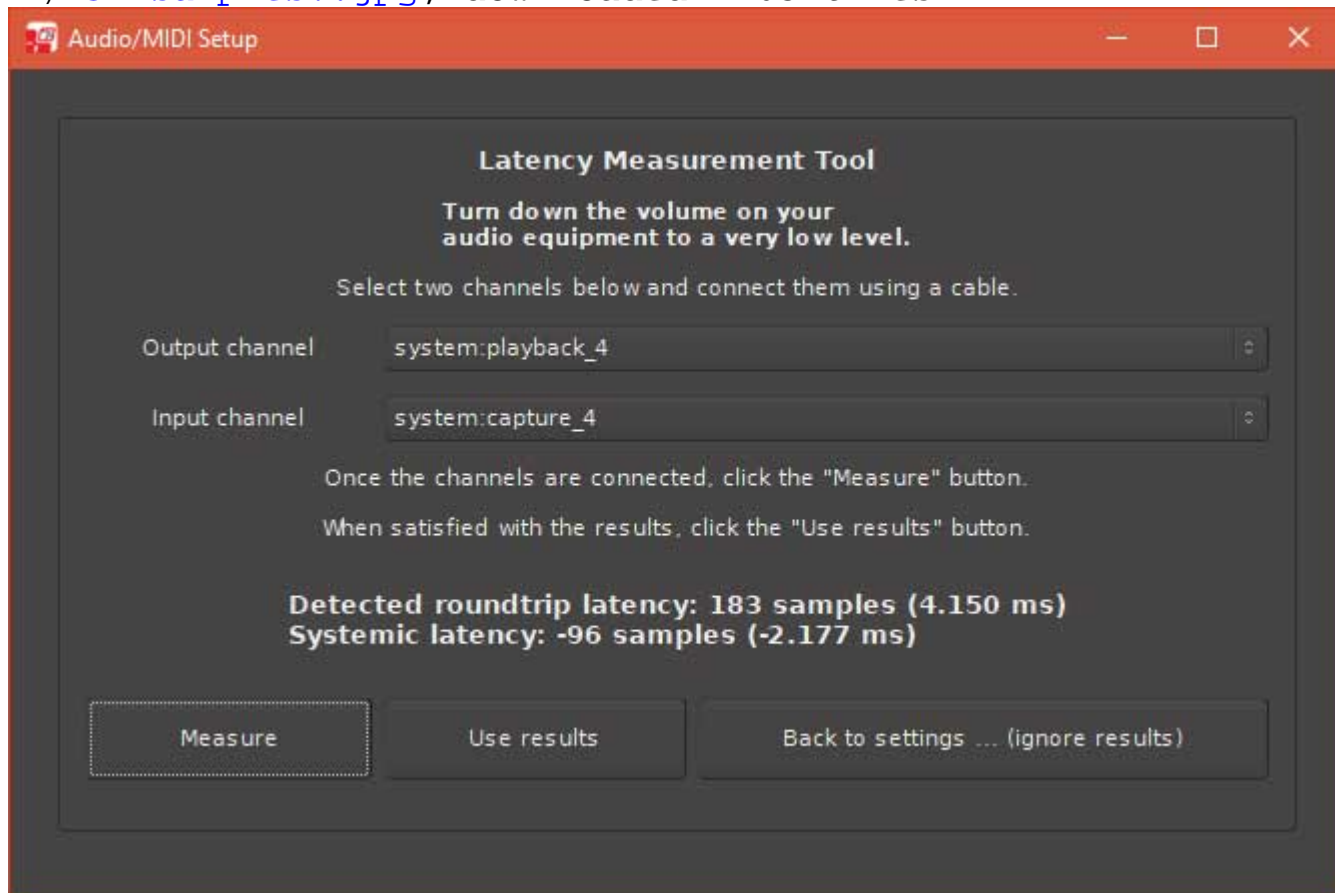 Audio/MIDI Setup
Latency Measurement Tool
Turn down the volume on your
audio equipment to a very low level.
Select two channels below and connect them using a cable.
Output channel system:playback_4
Input channel system:capture_4
Once the channels are connected, click the "Measure" button.
When satisfied with the results, click the "Use results" button.
Detected roundtrip latency: 183 samples (4.150 ms)
Systemic latency: -96 samples (-2.177 ms)
Measure Use results Back to settings ... (ignore results)